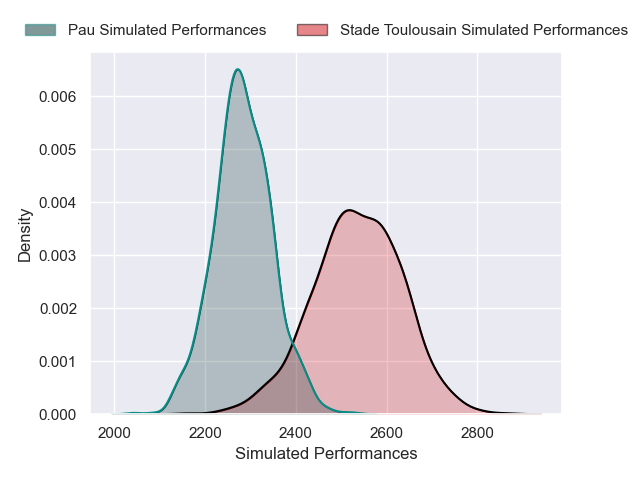 Pau Simulated Performances
Stade Toulousain Simulated Performances
0.006
0.005
0.004
0.003
0.002
0.001
0.000
Density
2000 2200 2400 2600 2800
Simulated Performances